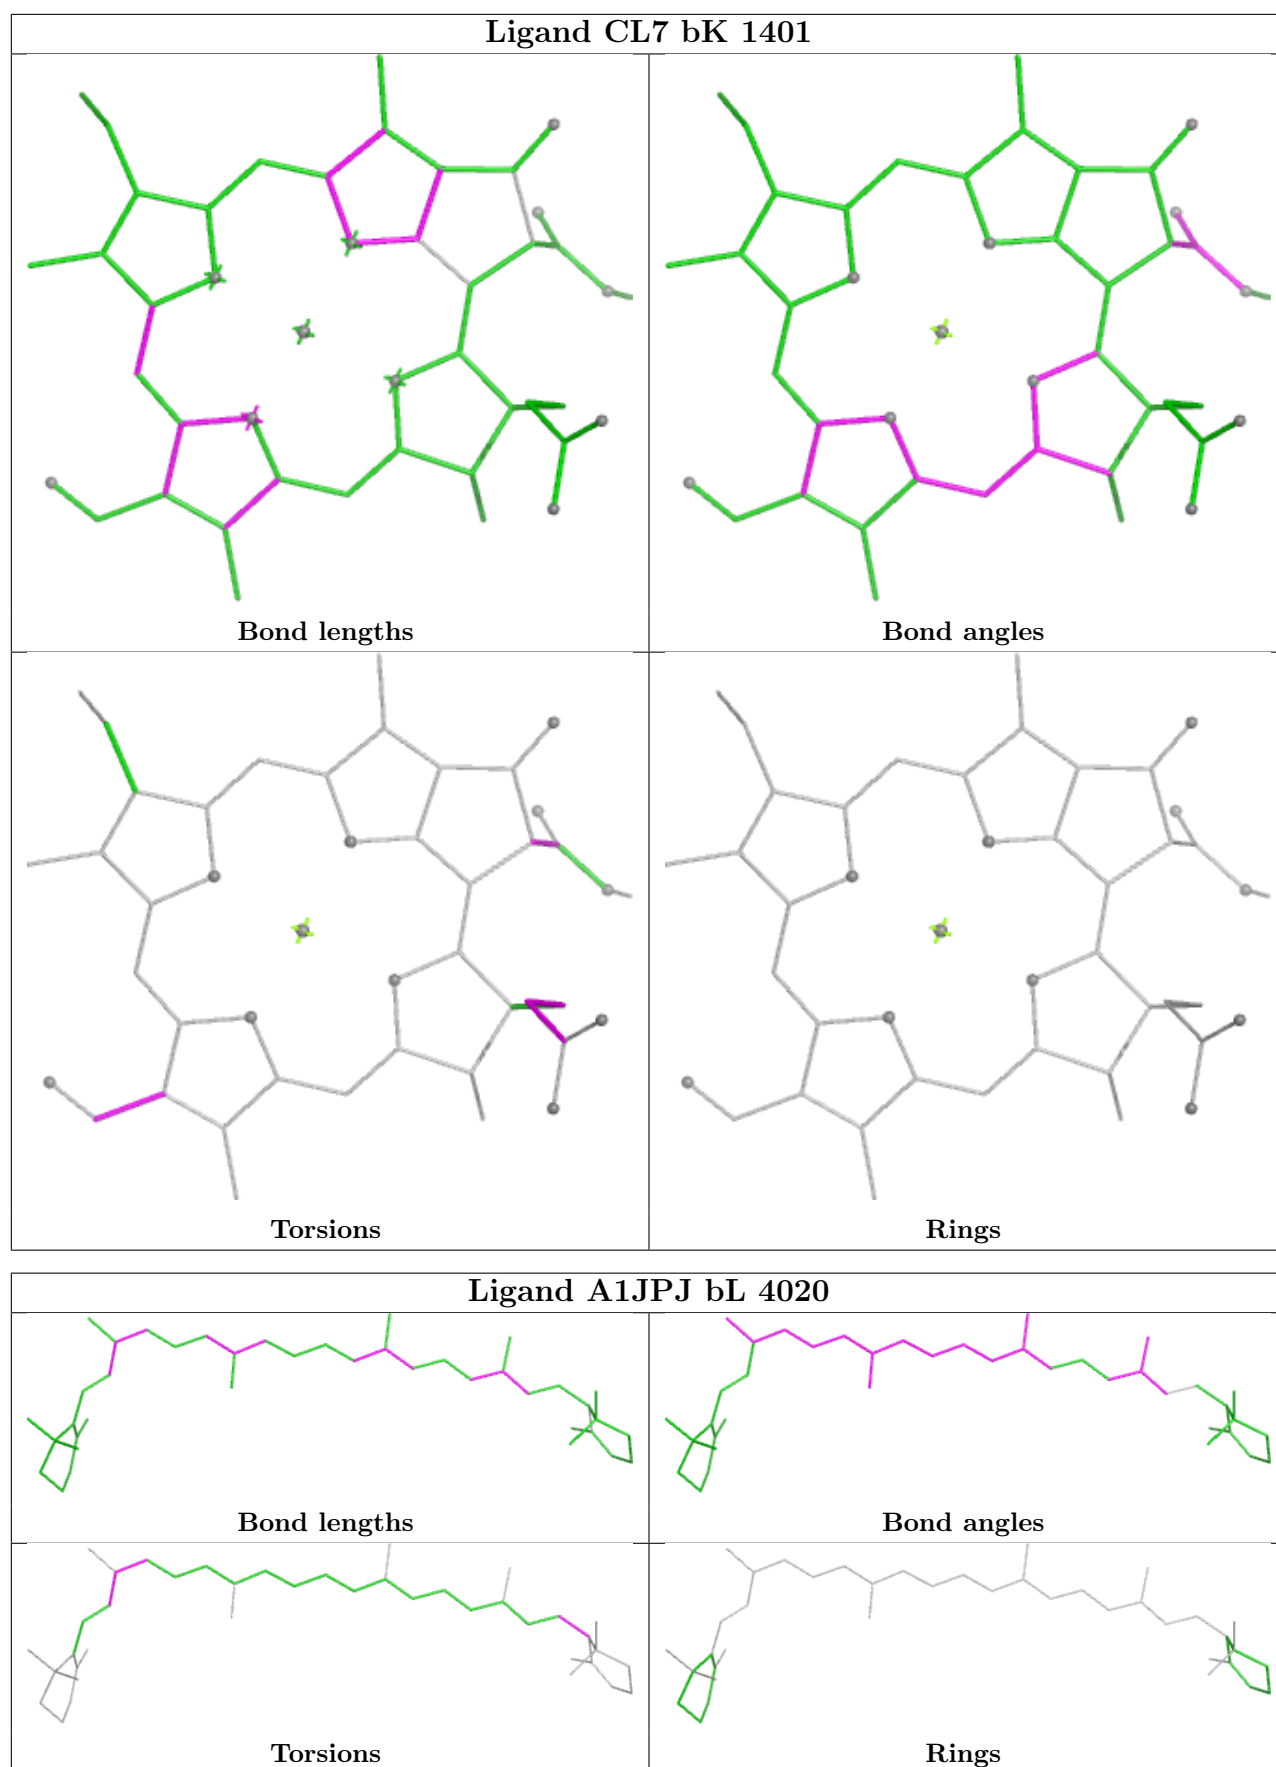 Ligand CL7 bK 1401
Bond lengths
Bond angles
Torsions
Rings
Ligand A1JPJ bL 4020
Bond lengths
Bond angles
Torsions
Rings